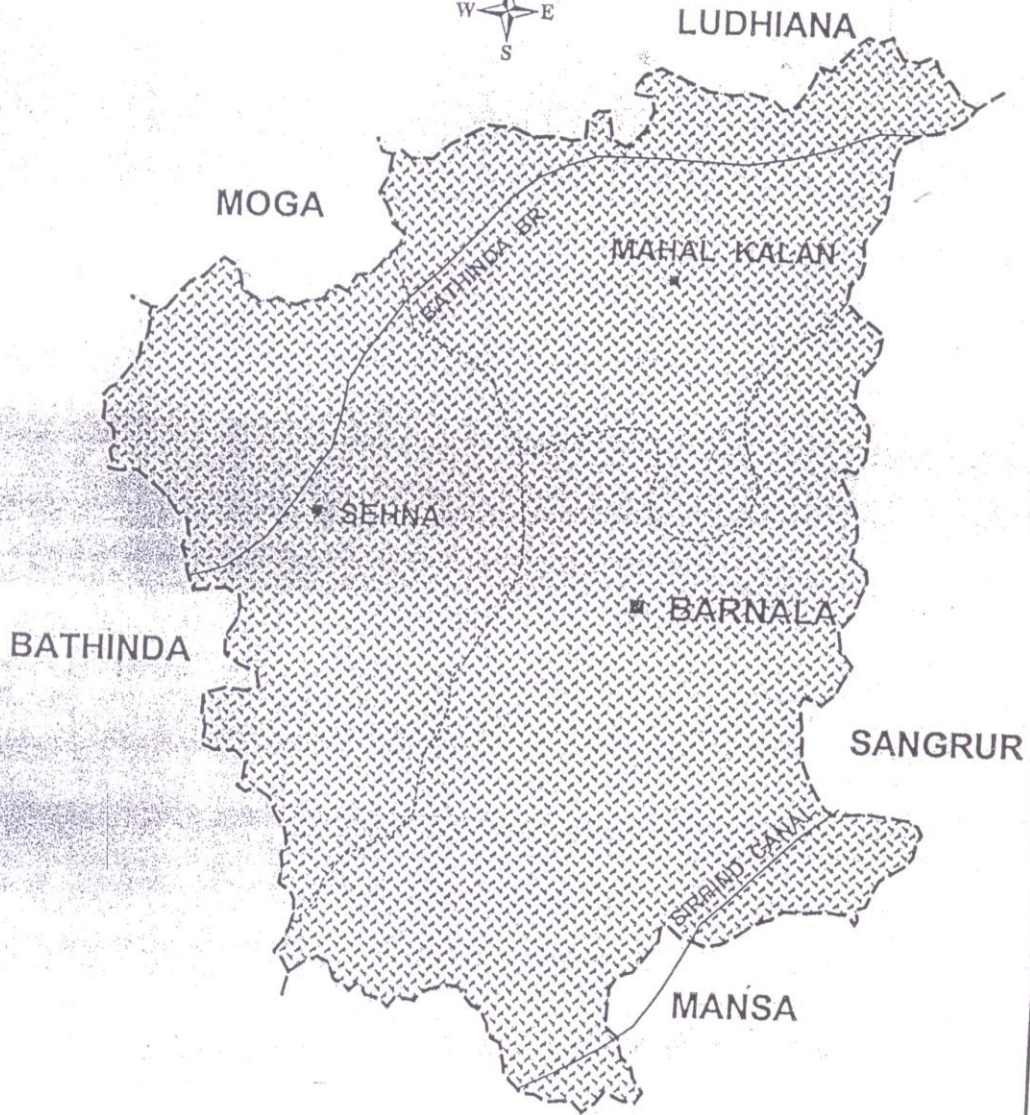 LUDHIANA
W E
S
MOGA
BATHINDA BR.
MAHAL KALAN
SEHNA
BARNALA
BATHINDA
SANGRUR
SIRHIND CANAL
MANSA